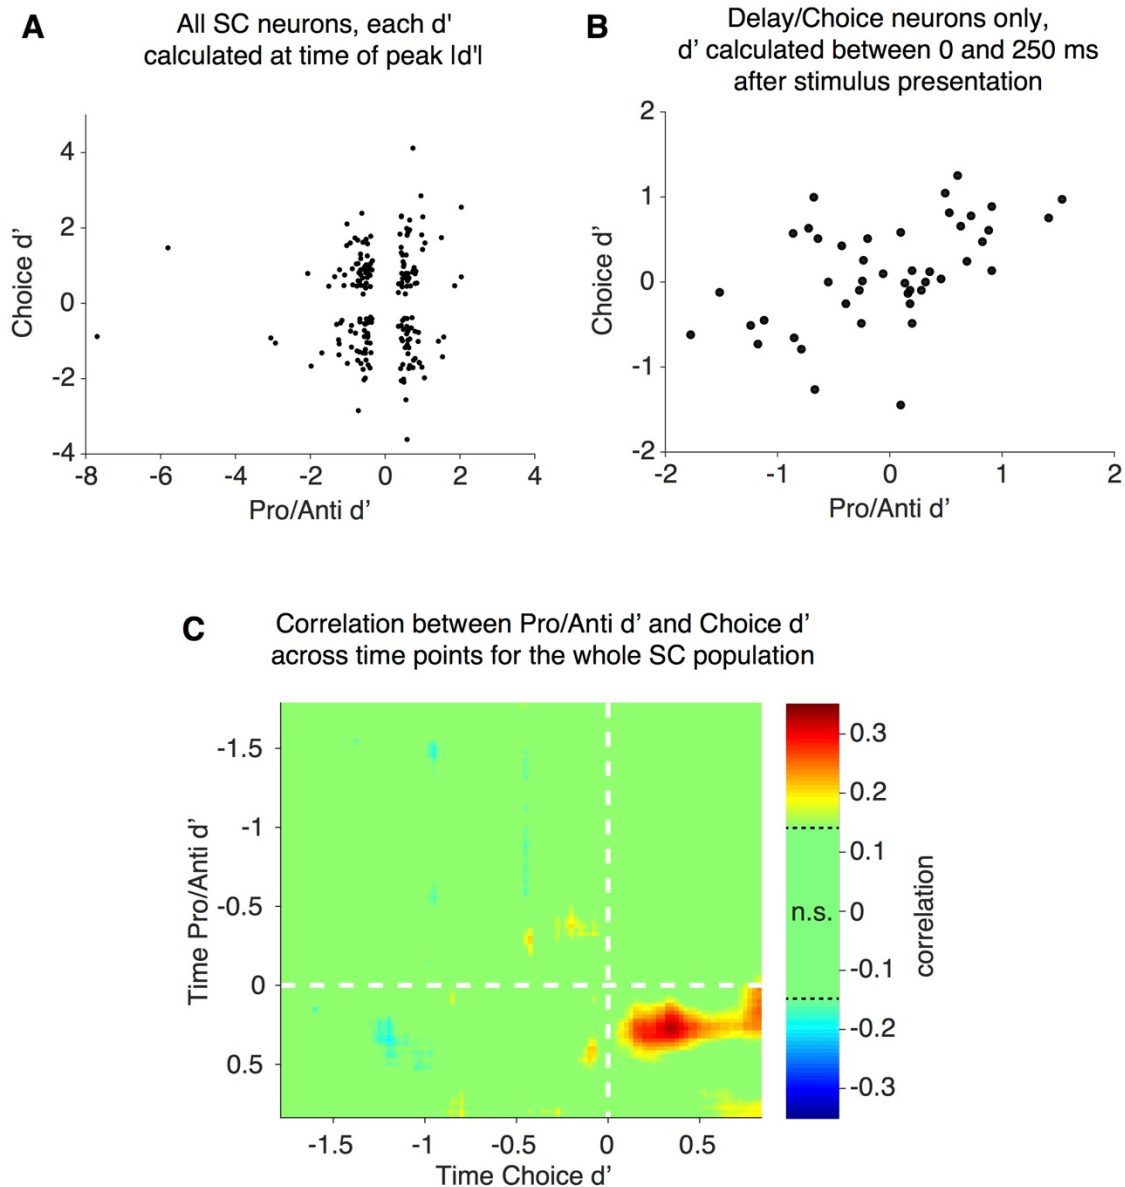 A
All SC neurons, each d'
calculated at time of peak |d'|
4
2
0
-2
-4
-8
-6
-4
-2
0
2
4
Choice d’
Pro/Anti d’
B
Delay/Choice neurons only,
d’ calculated between 0 and 250 ms
after stimulus presentation
2
1
0
-1
-2
-2
-1
0
1
2
Choice d’
Pro/Anti d’
C
Correlation between Pro/Anti d’ and Choice d’
across time points for the whole SC population
-1.5
-1
-0.5
0
0.5
-1.5
-1
-0.5
0
0.5
Time Pro/Anti d’
Time Choice d’
0.3
0.2
0.1
n.s.
0
-0.1
-0.2
-0.3
correlation